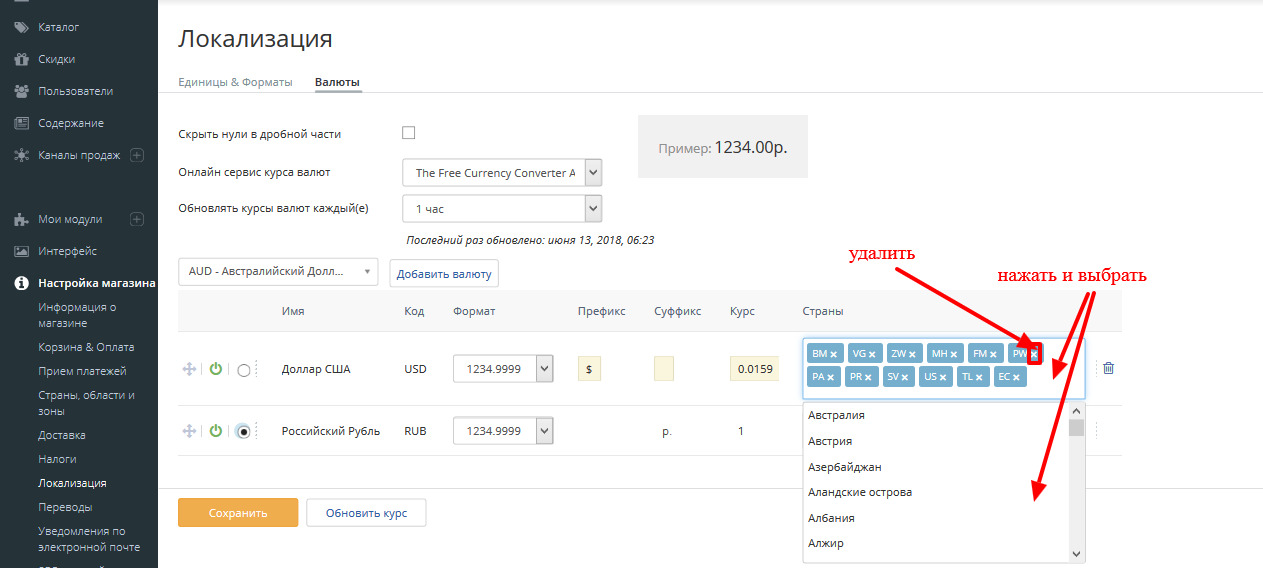 Каталог
Скидки
Пользователи
Содержание
Каналы продаж
Мои модули
Интерфейс
Настройка магазина
Информация о
магазине
Корзина & Оплата
Прием платежей
Страны, области и
зоны
Доставка
Налоги
Локализация
Переводы
Уведомления по
электронной почте
Локализация
Единицы & Форматы
Валюты
Скрыть нули в дробной части
Пример: 1234.00р.
Онлайн сервис курса валют
The Free Currency Converter A
Обновлять курсы валют каждый(е)
1 час
Последний раз обновлено: июня 13, 2018, 06:23
удалить
нажать и выбрать
AUD - Австралийский Долл...
Добавить валюту
Имя
Код
Формат
Префикс
Суффикс
Курс
Страны
Доллар США
USD
1234.9999
$
0.0159
BM × VG × ZW × MH × FM × PW ×
PA × PR × SV × US × TL × EC ×
Российский Рубль
RUB
1234.9999
р.
1
Австралия
Австрия
Азербайджан
Аландские острова
Албания
Алжир
Сохранить
Обновить курс